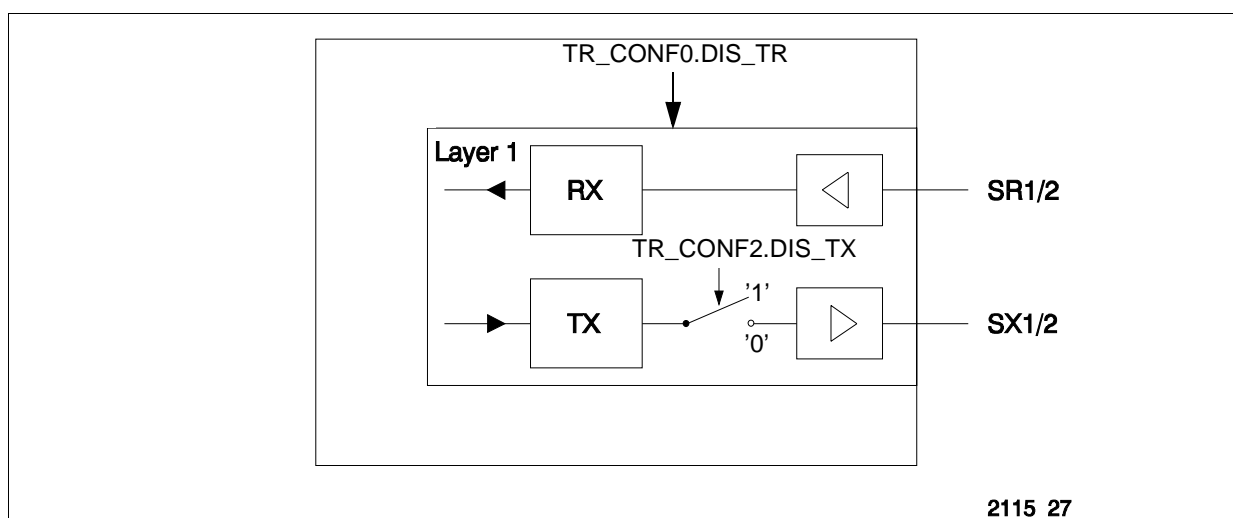 TR_CONF0.DIS_TR
Layer 1
RX
SR1/2
TR_CONF2.DIS_TX
'1'
TX
SX1/2
'0'
2115_27